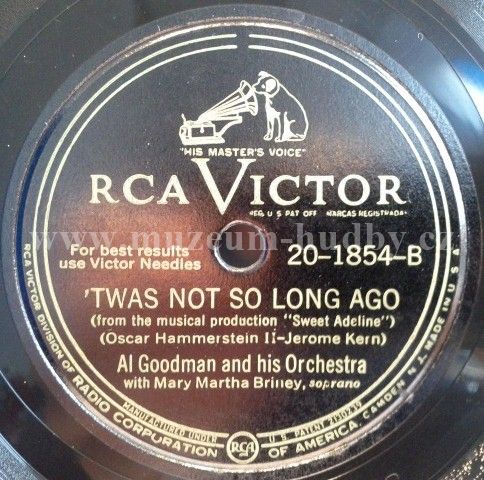 "HIS MASTER'S VOICE"
RCA VICTOR
REG. U S PAT OFF MARCAS REGISTRADAS
www.muzeum-hudby.cz
For best results
use Victor Needles
20-1854-B
'TWAS NOT SO LONG AGO
(from the musical production "Sweet Adeline")
(Oscar Hammerstein II-Jerome Kern)
Al Goodman and his Orchestra
with Mary Martha Briney, soprano
MANUFACTURED UNDER RCA U. S. PATENT 2130239
RCA VICTOR DIVISION OF RADIO CORPORATION OF AMERICA, CAMDEN, N. J. MADE IN U.S.A.